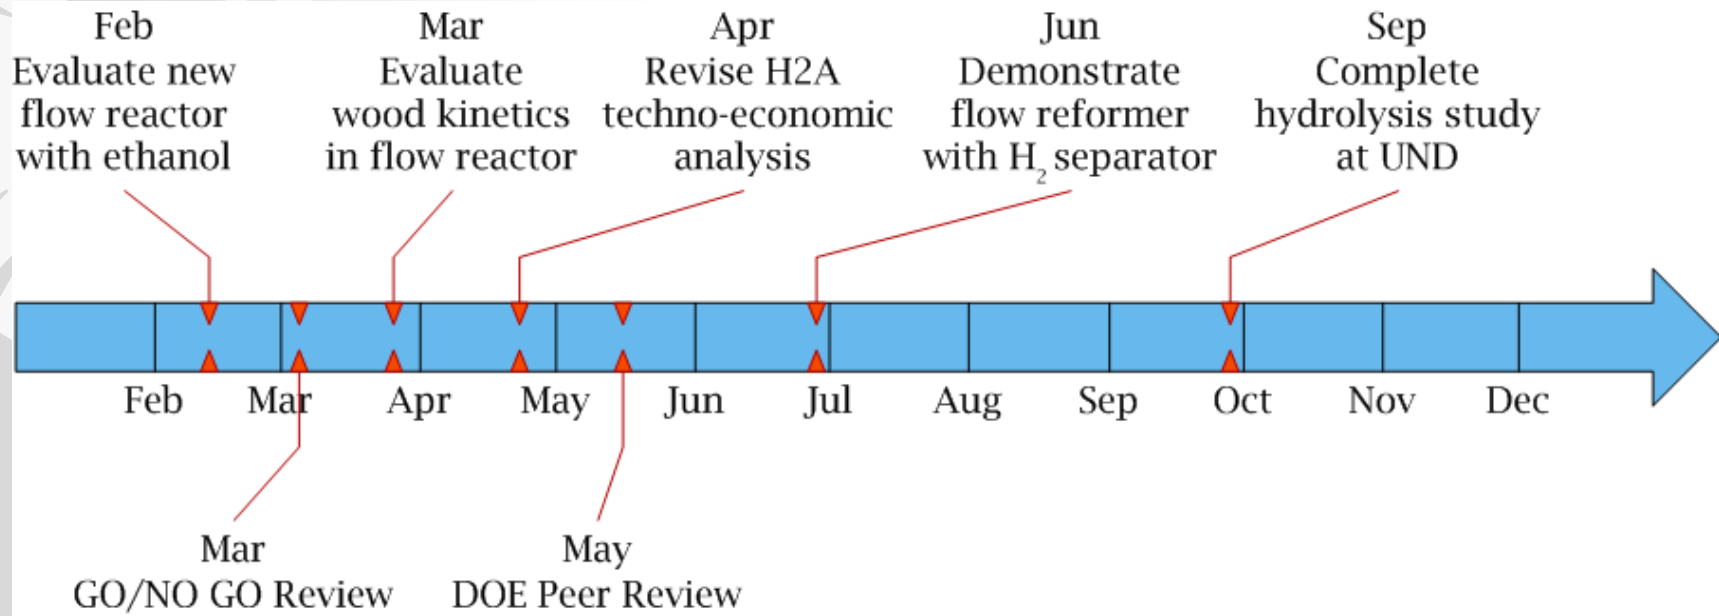 Feb
Evaluate new
flow reactor
with ethanol
Mar
Evaluate
wood kinetics
in flow reactor
Apr
Revise H2A
techno-economic
analysis
Jun
Demonstrate
flow reformer
with H₂ separator
Sep
Complete
hydrolysis study
at UND
Feb
Mar
Apr
May
Jun
Jul
Aug
Sep
Oct
Nov
Dec
Mar
GO/NO GO Review
May
DOE Peer Review